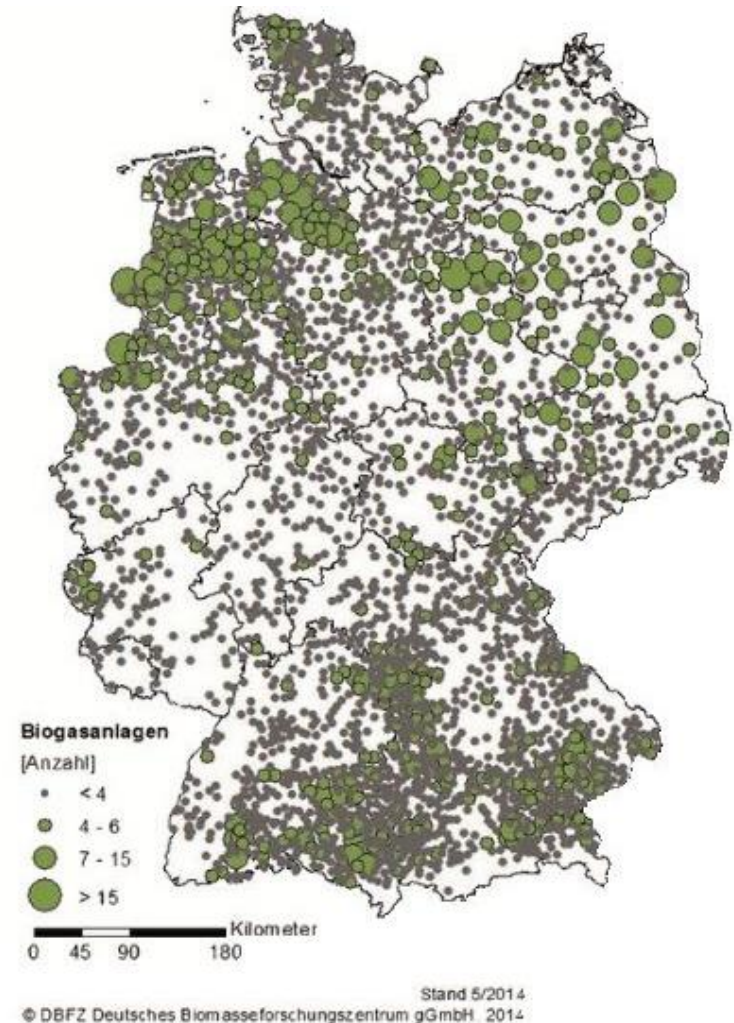 Biogasanlagen
[Anzahl]
< 4
4 - 6
7 - 15
> 15
Kilometer
0 45 90 180
Stand 5/2014
© DBFZ Deutsches Biomasseforschungszentrum gGmbH 2014